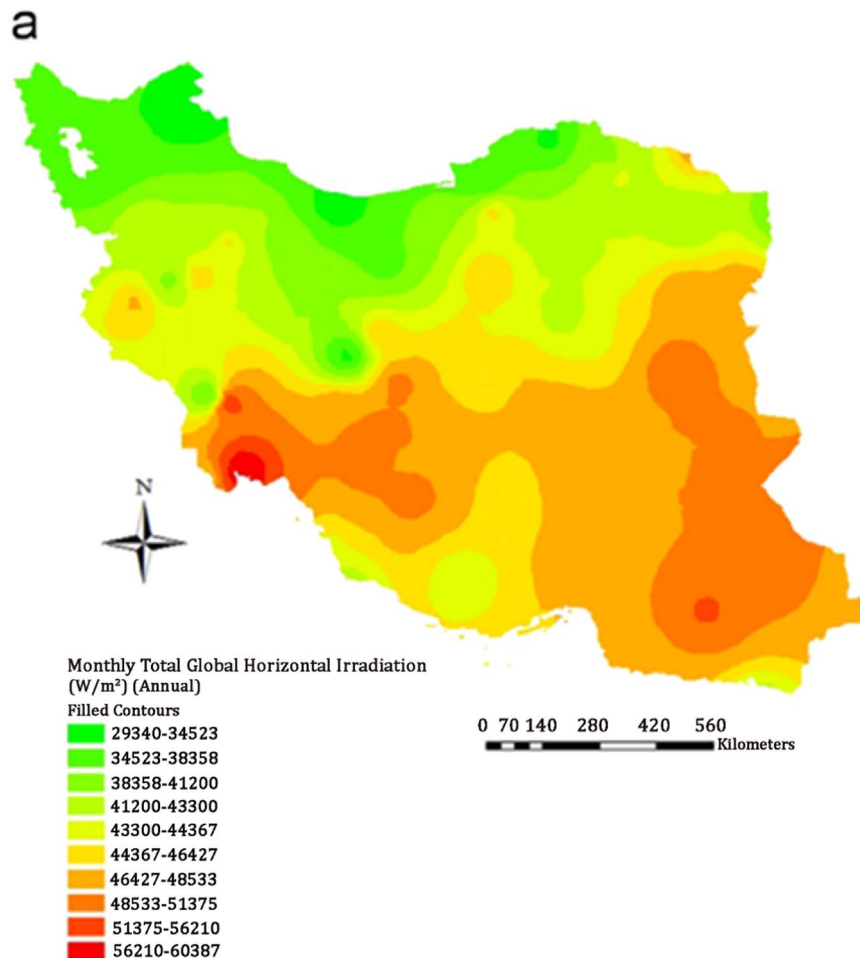 a
N
Monthly Total Global Horizontal Irradiation
(W/m²) (Annual)
Filled Contours
29340-34523
34523-38358
38358-41200
41200-43300
43300-44367
44367-46427
46427-48533
48533-51375
51375-56210
56210-60387
0 70 140 280 420 560
Kilometers